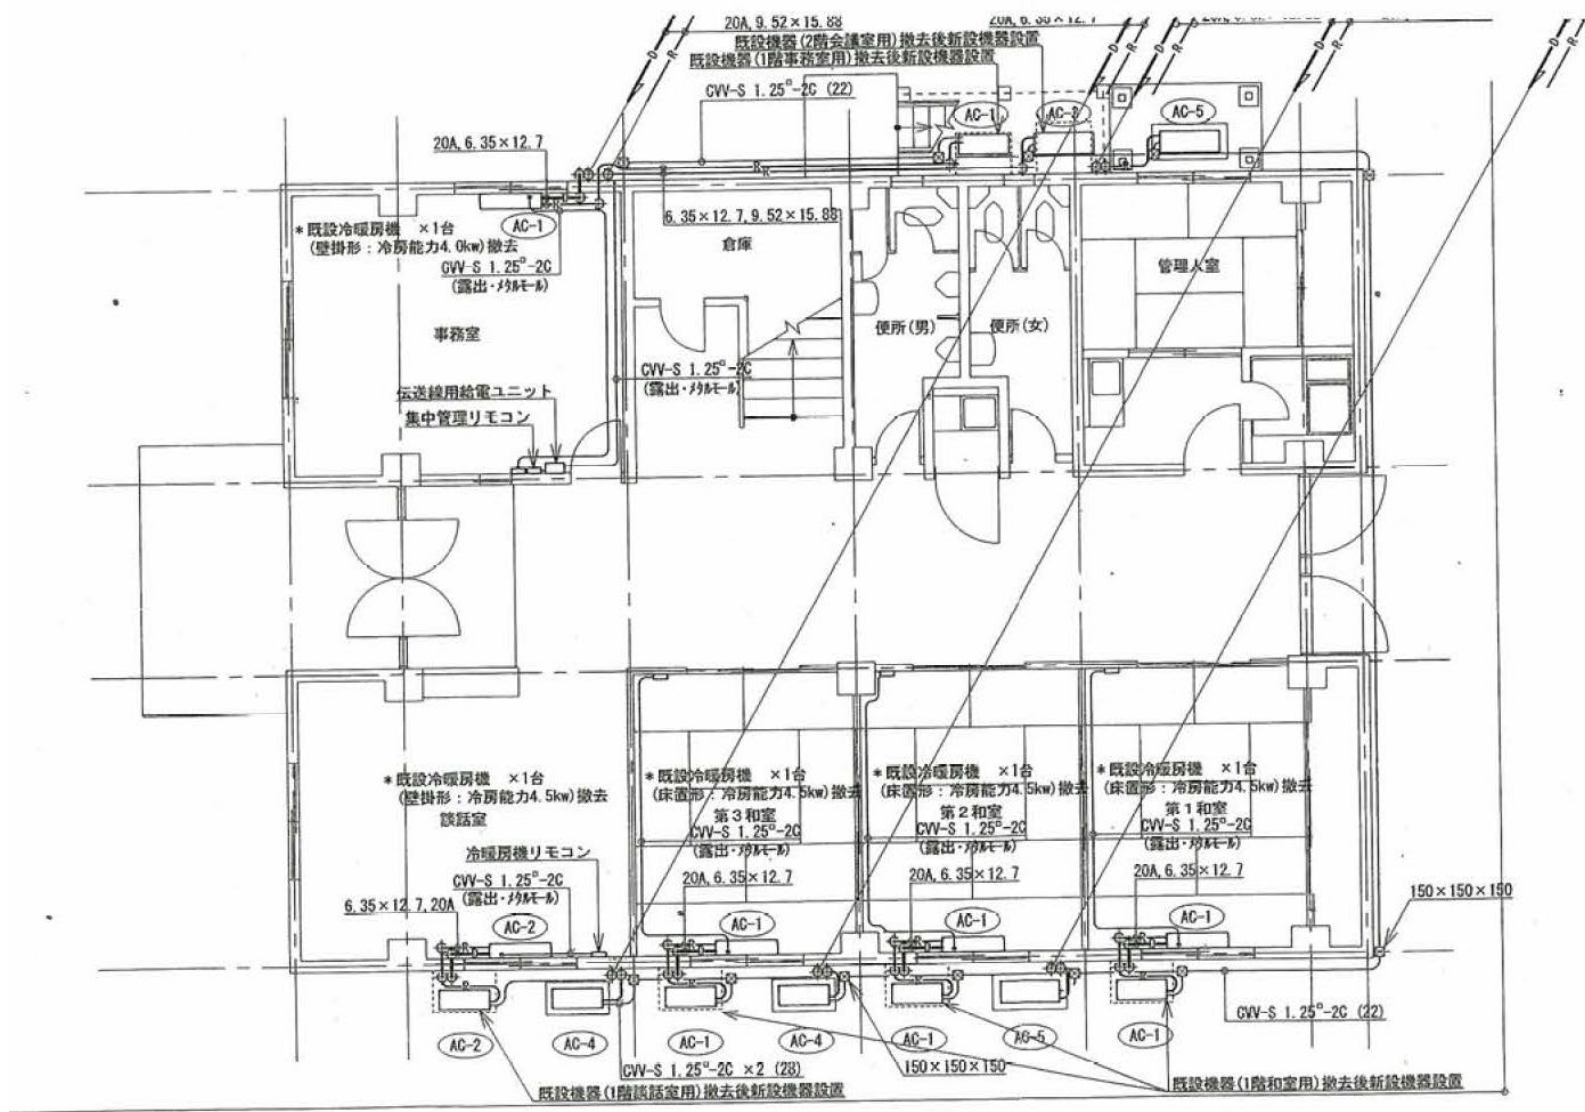 20A, 9.52×15.88
20A, 6.35×12.7
既設機器(2階会議室用)撤去後新設機器設置
既設機器(1階事務室用)撤去後新設機器設置
D
R
D
R
D
R
D
R
D
R
CVV-S 1.25□-2C (22)
AC-1
AC-3
AC-5
20A, 6.35×12.7
AC-1
6.35×12.7, 9.52×15.88
*既設冷暖房機 ×1台
(壁掛形：冷房能力4.0kw)撤去
CVV-S 1.25□-2C
(露出・メタルモール)
倉庫
管理人室
事務室
便所(男)
便所(女)
CVV-S 1.25□-2C
(露出・メタルモール)
伝送線用給電ユニット
集中管理リモコン
*既設冷暖房機 ×1台
(壁掛形：冷房能力4.5kw)撤去
談話室
*既設冷暖房機 ×1台
(床置形：冷房能力4.5kw)撤去
第3和室
CVV-S 1.25□-2C
(露出・メタルモール)
*既設冷暖房機 ×1台
(床置形：冷房能力4.5kw)撤去
第2和室
CVV-S 1.25□-2C
(露出・メタルモール)
*既設冷暖房機 ×1台
(床置形：冷房能力4.5kw)撤去
第1和室
CVV-S 1.25□-2C
(露出・メタルモール)
冷暖房機リモコン
CVV-S 1.25□-2C
(露出・メタルモール)
20A, 6.35×12.7
20A, 6.35×12.7
20A, 6.35×12.7
150×150×150
6.35×12.7, 20A
AC-2
AC-1
AC-1
AC-1
CVV-S 1.25□-2C (22)
AC-2
AC-4
AC-1
AC-4
AC-1
AC-5
AC-1
CVV-S 1.25□-2C ×2 (28)
150×150×150
既設機器(1階談話室用)撤去後新設機器設置
既設機器(1階和室用)撤去後新設機器設置